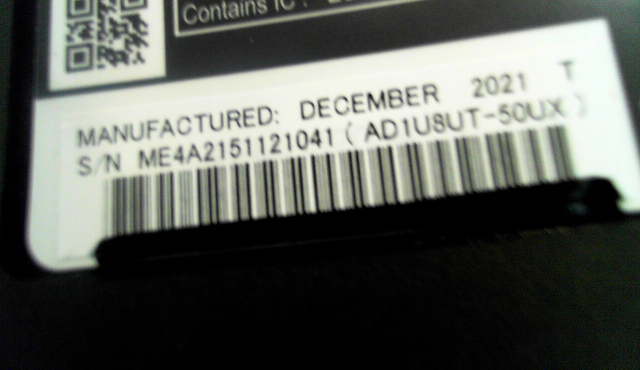 Contains IC :
MANUFACTURED: DECEMBER 2021 T
S/N ME4A2151121041 ( AD1U8UT-50UX )